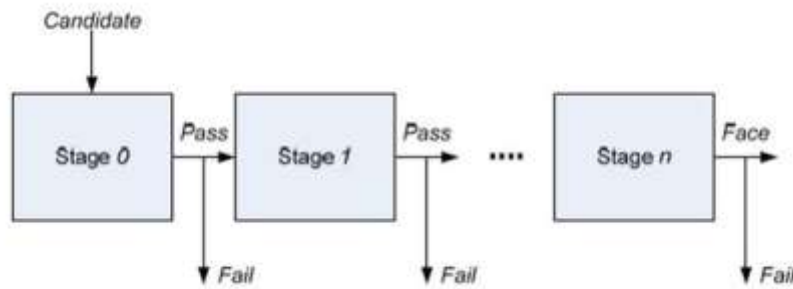 Candidate
Stage 0
Pass
Stage 1
Pass
....
Stage n
Face
Fail
Fail
Fail